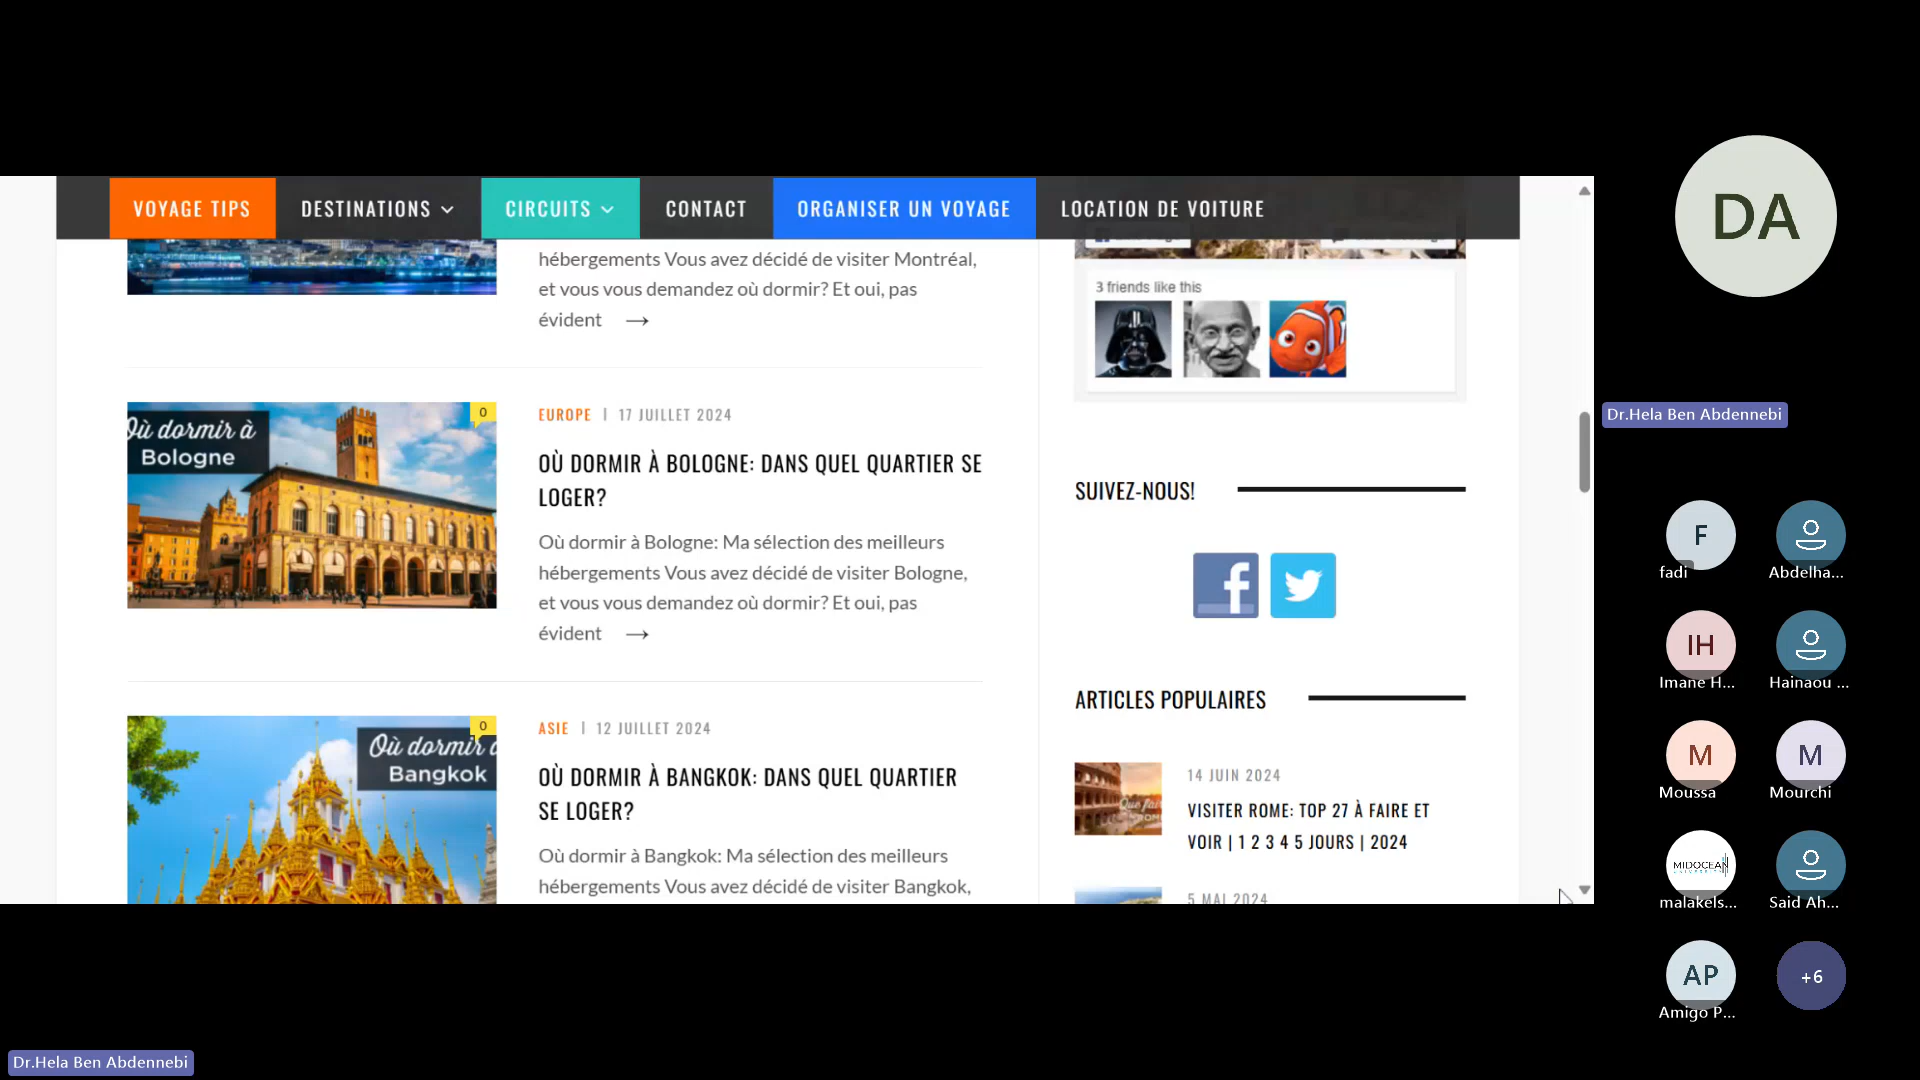 VOYAGE TIPS
DESTINATIONS
CIRCUITS
CONTACT
ORGANISER UN VOYAGE
LOCATION DE VOITURE
hébergements Vous avez décidé de visiter Montréal,
et vous vous demandez où dormir? Et oui, pas
évident →
0
Où dormir à
Bologne
EUROPE | 17 JUILLET 2024
OÙ DORMIR À BOLOGNE: DANS QUEL QUARTIER SE
LOGER?
Où dormir à Bologne: Ma sélection des meilleurs
hébergements Vous avez décidé de visiter Bologne,
et vous vous demandez où dormir? Et oui, pas
évident →
0
Où dormir à
Bangkok
ASIE | 12 JUILLET 2024
OÙ DORMIR À BANGKOK: DANS QUEL QUARTIER
SE LOGER?
Où dormir à Bangkok: Ma sélection des meilleurs
hébergements Vous avez décidé de visiter Bangkok,
3 friends like this
SUIVEZ-NOUS!
ARTICLES POPULAIRES
14 JUIN 2024
VISITER ROME: TOP 27 À FAIRE ET
VOIR | 1 2 3 4 5 JOURS | 2024
5 MAI 2024
DA
Dr.Hela Ben Abdennebi
F
fadi
Abdelha...
IH
Imane H...
Hainaou ...
M
Moussa
M
Mourchi
MIDOCEAN
UNIVERSITY
malakels...
Said Ah...
AP
Amigo P...
+6
Dr.Hela Ben Abdennebi